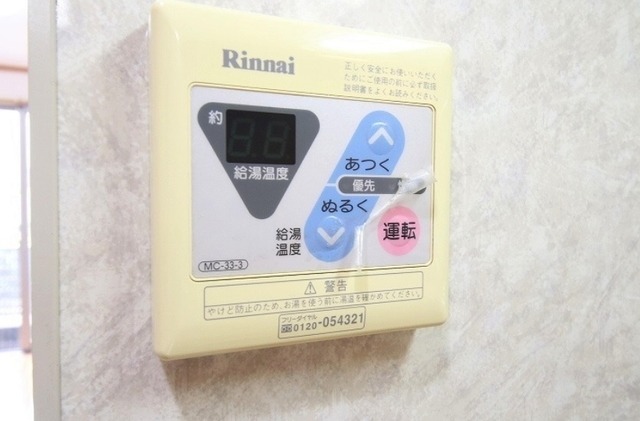 Rinnai
正しく安全にお使いいただく
ためにご使用の前に必ず取扱
説明書をよくお読みください。
約
給湯温度
あつく
優先
ぬるく
給湯
温度
運転
MC-33-3
警告
やけど防止のため、お湯を使う前に湯温を確かめてください。
フリーダイヤル
0120-054321